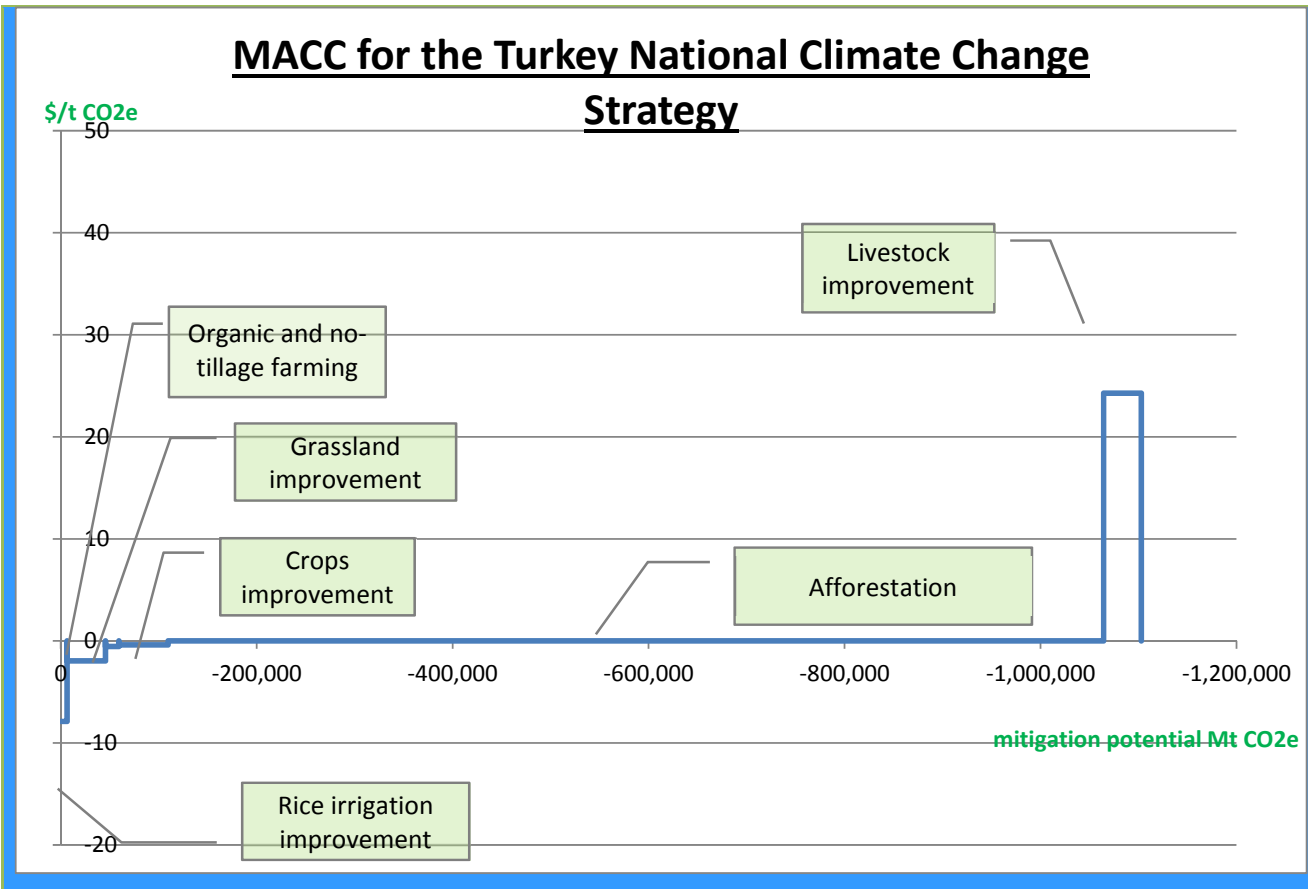 MACC for the Turkey National Climate Change
Strategy
$/t CO2e
50
40
Livestock
improvement
30
Organic and no-
tillage farming
20
Grassland
improvement
10
Crops
improvement
Afforestation
0
0
-200,000
-400,000
-600,000
-800,000
-1,000,000
-1,200,000
-10
mitigation potential Mt CO2e
Rice irrigation
improvement
-20